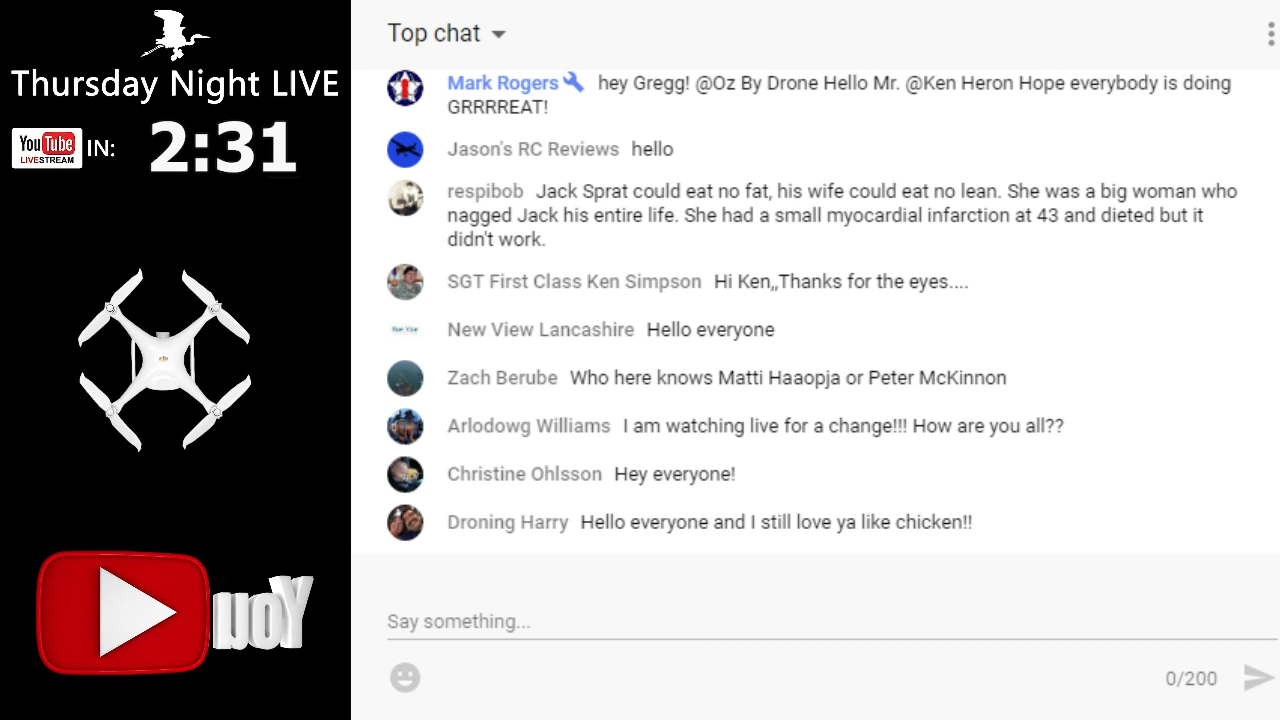 Thursday Night LIVE
YouTube
LIVESTREAM
IN:
2:31
uoY
Top chat
Mark Rogers hey Gregg! @Oz By Drone Hello Mr. @Ken Heron Hope everybody is doing
GRRRREAT!
Jason's RC Reviews hello
respibob Jack Sprat could eat no fat, his wife could eat no lean. She was a big woman who
nagged Jack his entire life. She had a small myocardial infarction at 43 and dieted but it
didn't work.
SGT First Class Ken Simpson Hi Ken,,Thanks for the eyes....
New View Lancashire Hello everyone
Zach Berube Who here knows Matti Haaopja or Peter McKinnon
Arlodowg Williams I am watching live for a change!!! How are you all??
Christine Ohlsson Hey everyone!
Droning Harry Hello everyone and I still love ya like chicken!!
Say something...
0/200